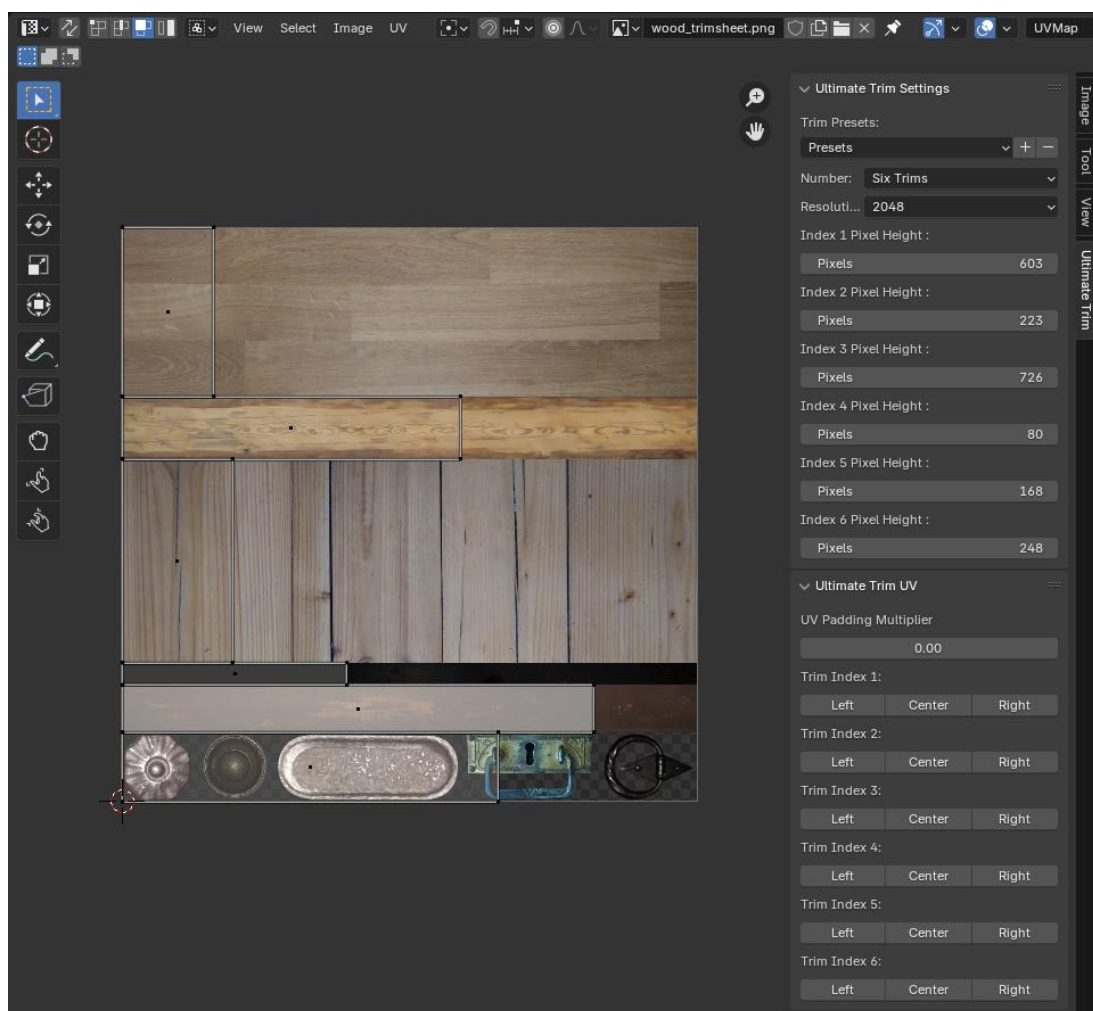 View Select Image UV wood_trimsheet.png UVMap
Image
Tool
View
Ultimate Trim
Ultimate Trim Settings
Trim Presets:
Presets
Number: Six Trims
Resoluti... 2048
Index 1 Pixel Height :
Pixels 603
Index 2 Pixel Height :
Pixels 223
Index 3 Pixel Height :
Pixels 726
Index 4 Pixel Height :
Pixels 80
Index 5 Pixel Height :
Pixels 168
Index 6 Pixel Height :
Pixels 248
Ultimate Trim UV
UV Padding Multiplier
0.00
Trim Index 1:
Left Center Right
Trim Index 2:
Left Center Right
Trim Index 3:
Left Center Right
Trim Index 4:
Left Center Right
Trim Index 5:
Left Center Right
Trim Index 6:
Left Center Right